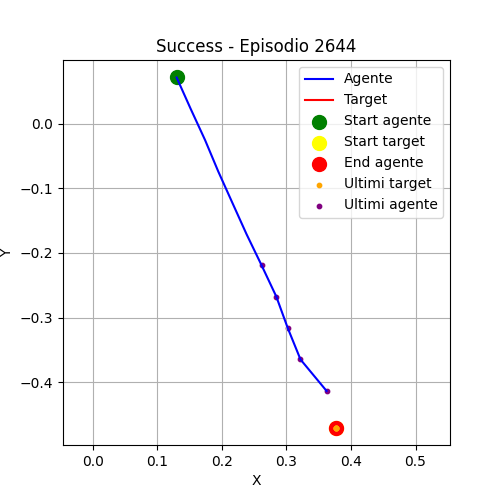 Success - Episodio 2644
Agente
Target
Start agente
Start target
End agente
Ultimi target
Ultimi agente
Y
0.0
−0.1
−0.2
−0.3
−0.4
0.0 0.1 0.2 0.3 0.4 0.5
X